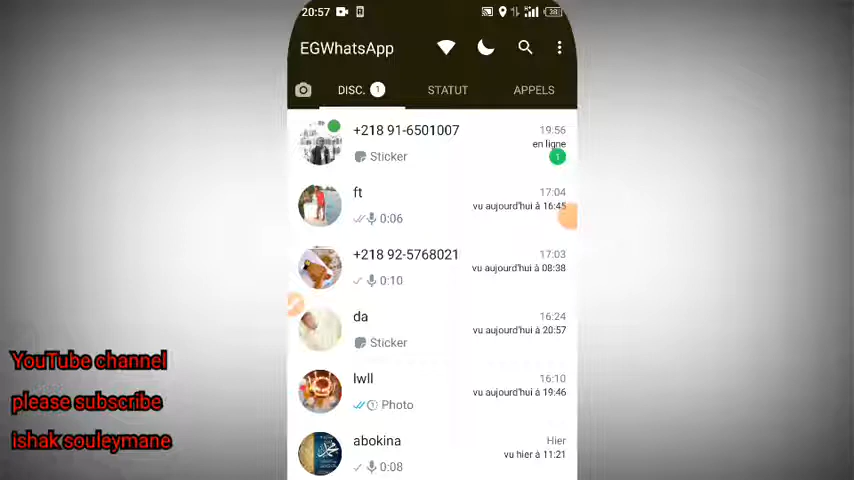 20:57
38
EGWhatsApp
DISC. 1
STATUT
APPELS
+218 91-6501007
19:56
en ligne
Sticker
1
ft
17:04
vu aujourd'hui à 16:45
0:06
+218 92-5768021
17:03
vu aujourd'hui à 08:38
0:10
da
16:24
vu aujourd'hui à 20:57
Sticker
lwll
16:10
vu aujourd'hui à 19:46
Photo
abokina
Hier
vu hier à 11:21
0:08
YouTube channel
please subscribe
ishak souleymane